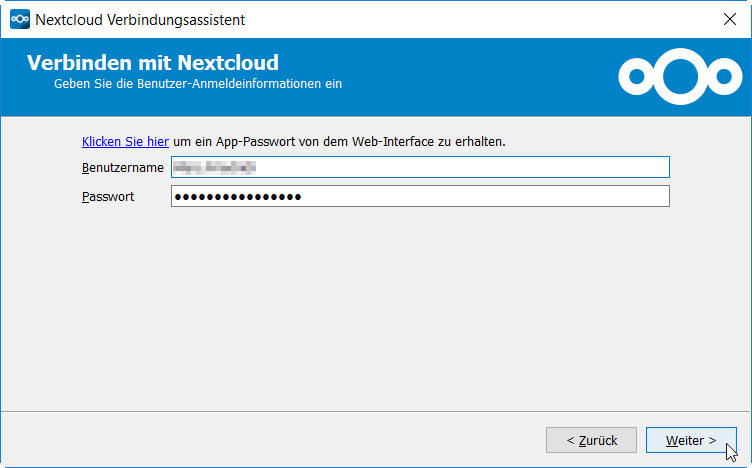 Nextcloud Verbindungsassistent
Verbinden mit Nextcloud
Geben Sie die Benutzer-Anmeldeinformationen ein
Klicken Sie hier um ein App-Passwort von dem Web-Interface zu erhalten.
Benutzername
Passwort ●●●●●●●●●●●●●●●●
< Zurück Weiter >